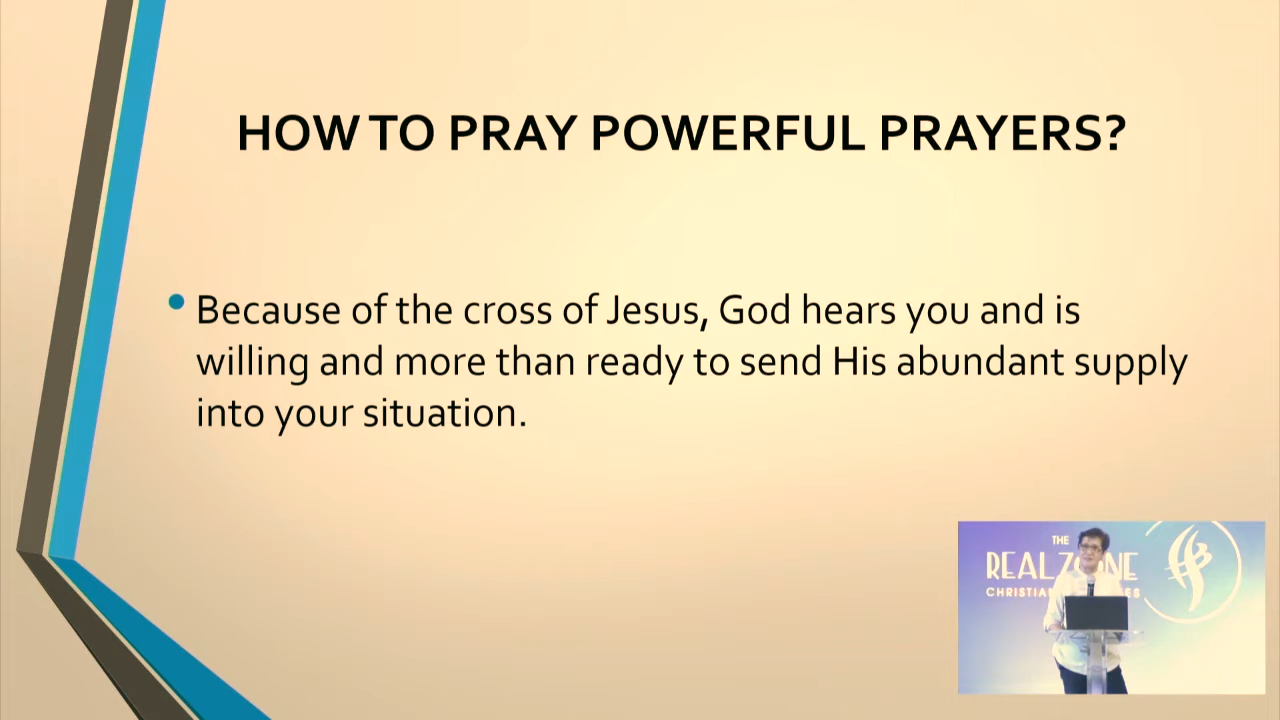 HOW TO PRAY POWERFUL PRAYERS?
Because of the cross of Jesus, God hears you and is
willing and more than ready to send His abundant supply
into your situation.
THE
CHRISTIAN